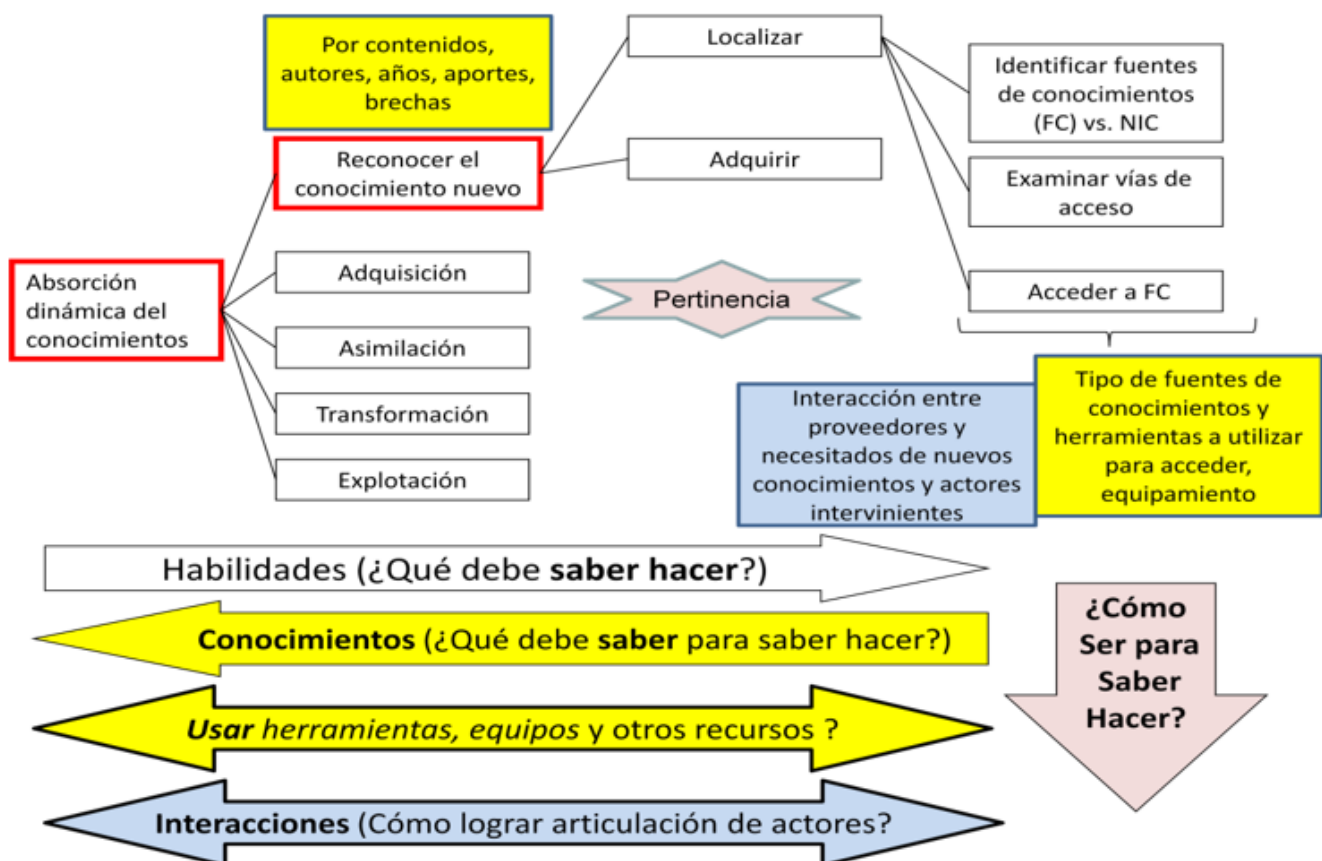 Por contenidos,
autores, años, aportes,
brechas
Localizar
Identificar fuentes
de conocimientos
(FC) vs. NIC
Reconocer el
conocimiento nuevo
Adquirir
Examinar vías de
acceso
Absorción
dinámica del
conocimientos
Adquisición
Pertinencia
Acceder a FC
Asimilación
Transformación
Explotación
Interacción entre
proveedores y
necesitados de nuevos
conocimientos y actores
intervinientes
Tipo de fuentes de
conocimientos y
herramientas a utilizar
para acceder,
equipamiento
Habilidades (¿Qué debe saber hacer?)
Conocimientos (¿Qué debe saber para saber hacer?)
Usar herramientas, equipos y otros recursos ?
Interacciones (Cómo lograr articulación de actores?
¿Cómo
Ser para
Saber
Hacer?